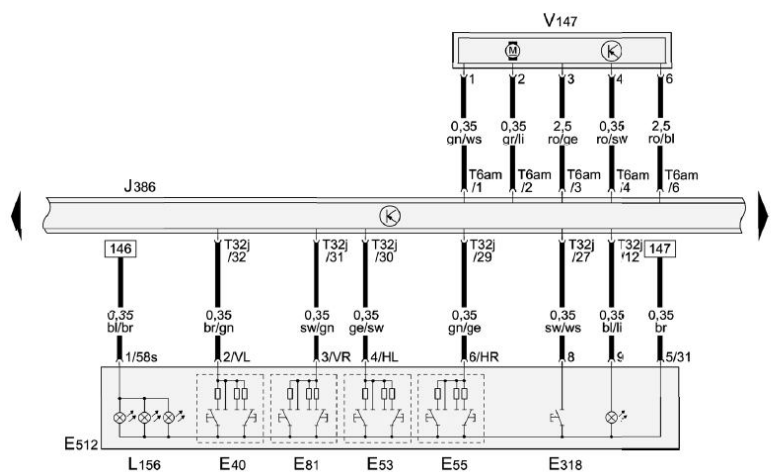 V147
M
1 2 3 4 6
0,35 0,35 2,5 0,35 2,5
gn/ws gr/li ro/ge ro/sw ro/bl
T6am T6am T6am T6am T6am
/1 /2 /3 /4 /6
J386
146 T32j T32j T32j T32j T32j T32j 147
/32 /31 /30 /29 /27 /12
0,35 0,35 0,35 0,35 0,35 0,35 0,35 0,35
bl/br br/gn sw/gn ge/sw gn/ge sw/ws bl/li br
1/58s 2/VL 3/VR 4/HL 6/HR 8 9 5/31
E512
L156 E40 E81 E53 E55 E318